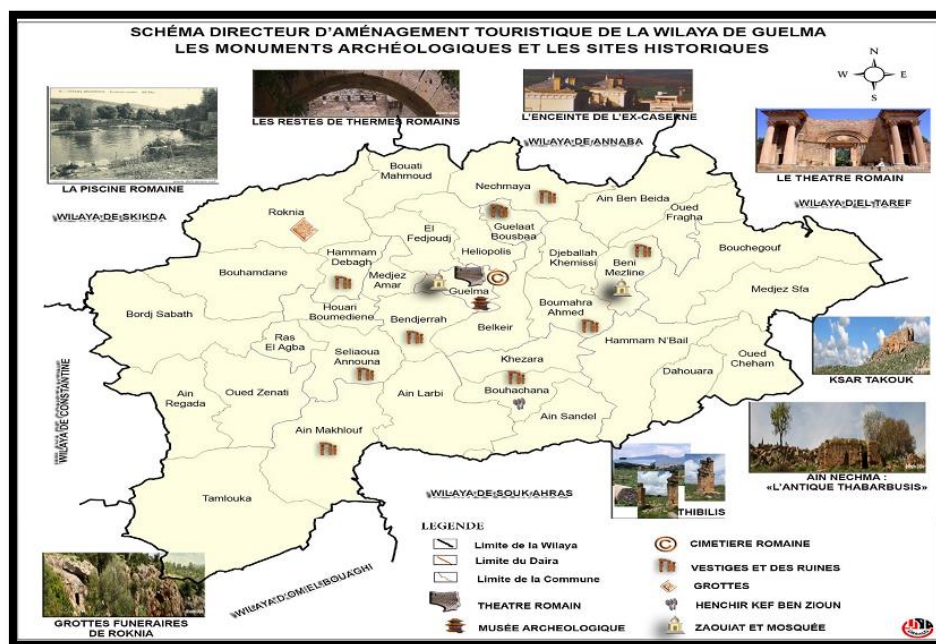 SCHÉMA DIRECTEUR D'AMÉNAGEMENT TOURISTIQUE DE LA WILAYA DE GUELMA
LES MONUMENTS ARCHÉOLOGIQUES ET LES SITES HISTORIQUES
N
W E
S
LES RESTES DE THERMES ROMAINS
L'ENCEINTE DE L'EX-CASERNE
LA PISCINE ROMAINE
LE THEATRE ROMAIN
WILAYA DE ANNABA
WILAYA DE SKIKDA
WILAYA D'EL TAREF
WILAYA DE CONSTANTINE
Bouati
Mahmoud
Nechmaya
Ain Ben Beida
Oued
Fragha
Roknia
El
Fedjoudj
Guelaat
Bousbaa
Heliopolis
Djeballah
Khemissi
Beni
Mezline
Bouchegouf
Hammam
Debagh
Medjez
Amar
Bouhamdane
Guelma
Medjez Sfa
Bordj Sabath
Houari
Boumediene
Bendjerrah
Belkeir
Boumahra
Ahmed
Hammam N'Bail
Ras
El Agba
Seliaoua
Announa
Khezara
Dahouara
Oued
Cheham
Ain
Regada
Oued Zenati
Ain Larbi
Bouhachana
Ain Sandel
Ain Makhlouf
Tamlouka
KSAR TAKOUK
AIN NECHMA :
«L'ANTIQUE THABARBUSIS»
THIBILIS
WILAYA DE SOUK AHRAS
WILAYA D'OM EL BOUAGHI
GROTTES FUNERAIRES
DE ROKNIA
LEGENDE
Limite de la Wilaya
Limite du Daira
Limite de la Commune
THEATRE ROMAIN
MUSÉE ARCHEOLOGIQUE
CIMETIERE ROMAINE
VESTIGES ET DES RUINES
GROTTES
HENCHIR KEF BEN ZIOUN
ZAOUIAT ET MOSQUÉE